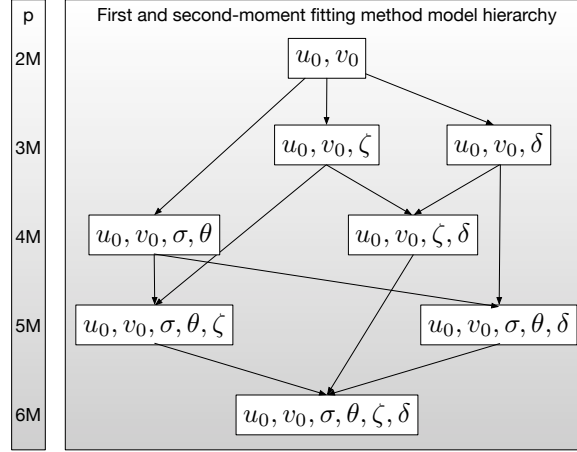 p
First and second-moment fitting method model hierarchy
2M
u₀, v₀
3M
u₀, v₀, ζ
u₀, v₀, δ
4M
u₀, v₀, σ, θ
u₀, v₀, ζ, δ
5M
u₀, v₀, σ, θ, ζ
u₀, v₀, σ, θ, δ
6M
u₀, v₀, σ, θ, ζ, δ